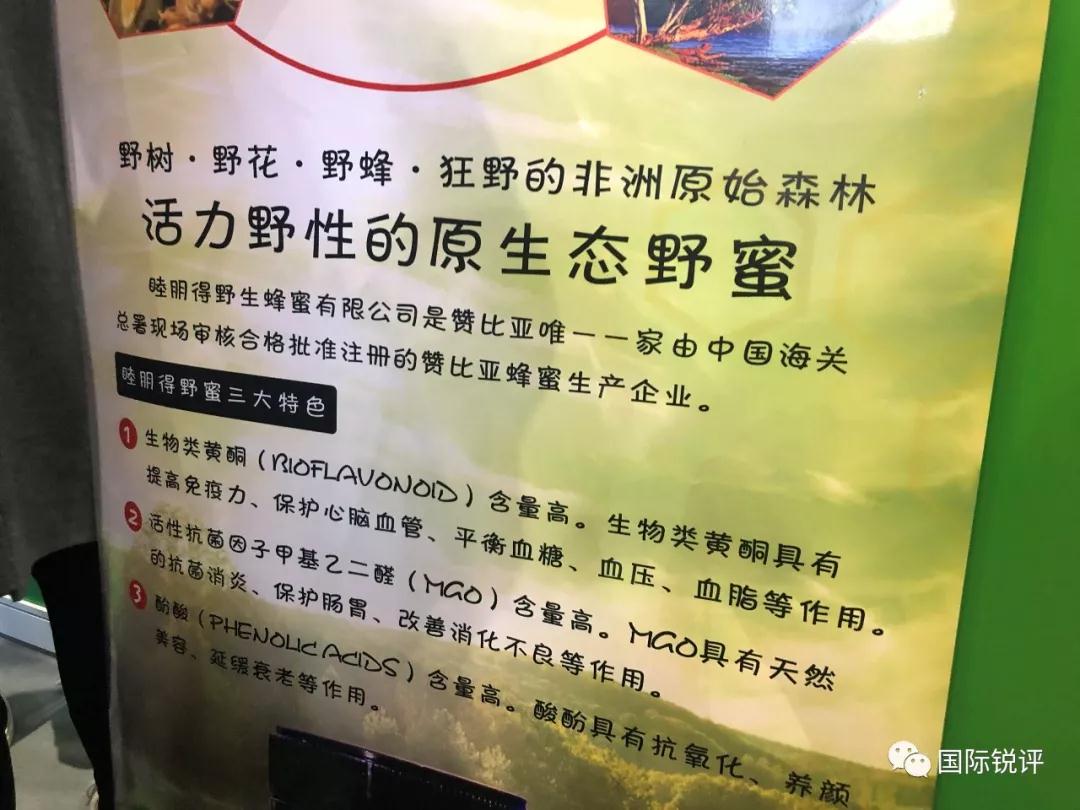 野树·野花·野蜂·狂野的非洲原始森林
活力野性的原生态野蜜
睦朋得野生蜂蜜有限公司是赞比亚唯一一家由中国海关
总署现场审核合格批准注册的赞比亚蜂蜜生产企业。
睦朋得野蜜三大特色
1 生物类黄酮（BIOFLAVONOID）含量高。生物类黄酮具有
提高免疫力、保护心脑血管、平衡血糖、血压、血脂等作用。
2 活性抗菌因子甲基乙二醛（MGO）含量高。MGO具有天然
的抗菌消炎、保护肠胃、改善消化不良等作用。
3 酚酸（PHENOLIC ACIDS）含量高。酸酚具有抗氧化、养颜
美容、延缓衰老等作用。
国际锐评